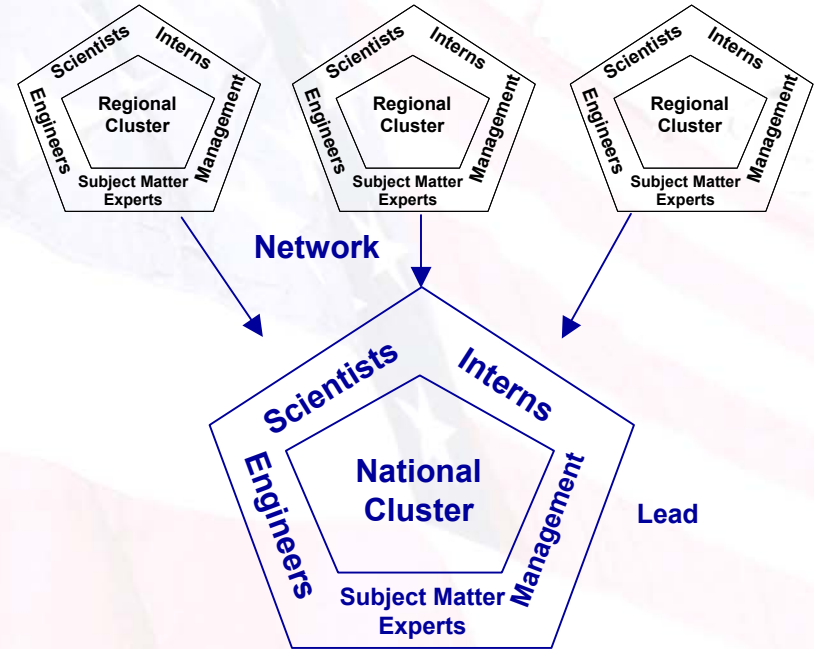 Scientists
Interns
Engineers
Regional
Cluster
Management
Subject Matter
Experts
Scientists
Interns
Engineers
Regional
Cluster
Management
Subject Matter
Experts
Scientists
Interns
Engineers
Regional
Cluster
Management
Subject Matter
Experts
Network
Scientists
Interns
Engineers
National
Cluster
Management
Lead
Subject Matter
Experts